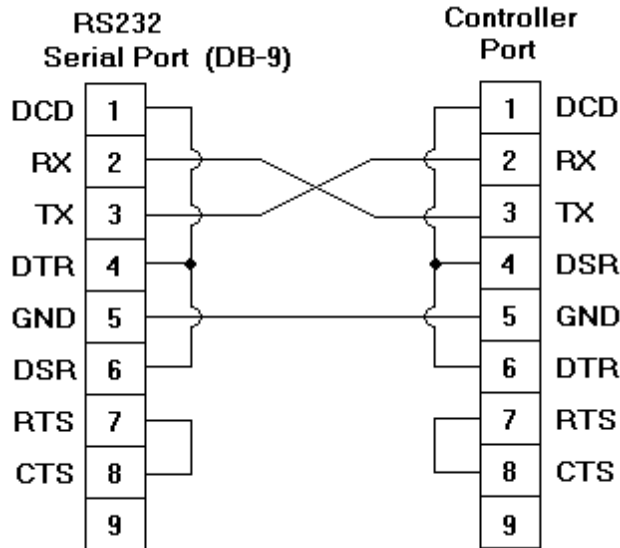 RS232
Serial Port (DB-9)
Controller
Port
DCD 1
RX 2
TX 3
DTR 4
GND 5
DSR 6
RTS 7
CTS 8
9
1 DCD
2 RX
3 TX
4 DSR
5 GND
6 DTR
7 RTS
8 CTS
9